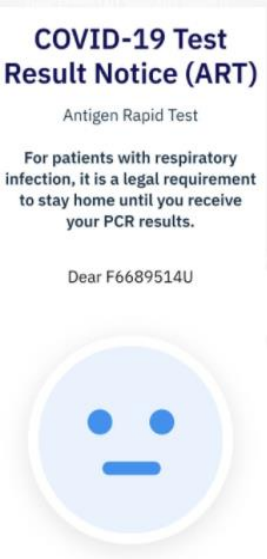 COVID-19 Test
Result Notice (ART)
Antigen Rapid Test
For patients with respiratory
infection, it is a legal requirement
to stay home until you receive
your PCR results.
Dear F6689514U